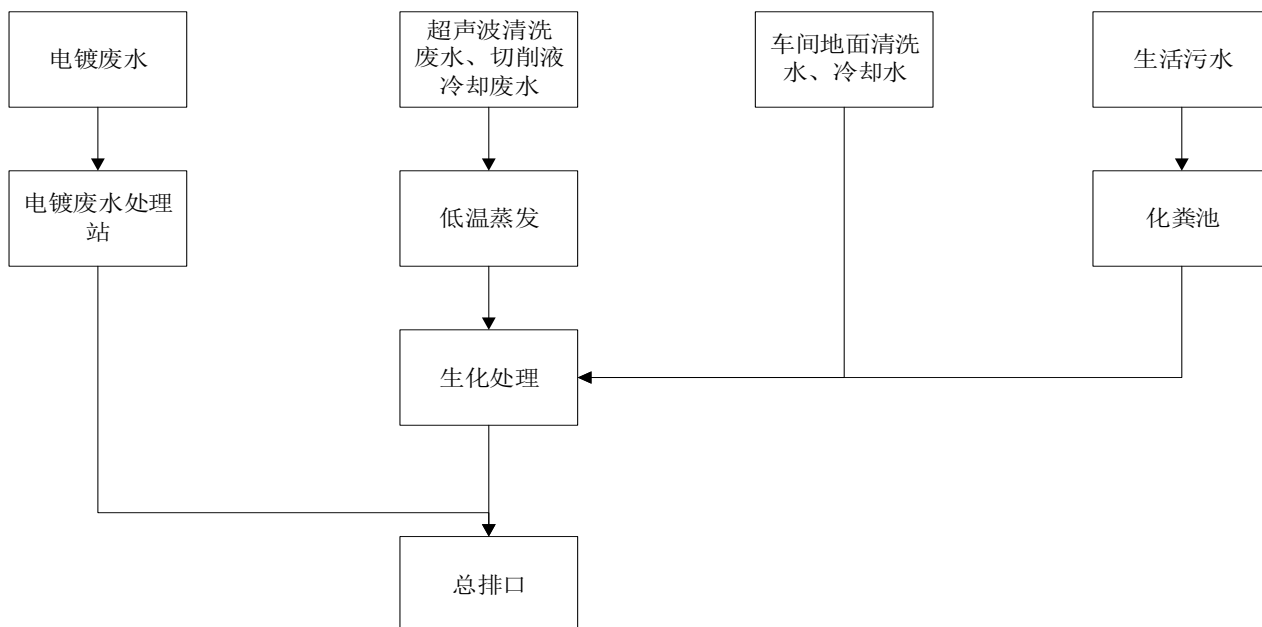 电镀废水
超声波清洗
废水、切削液
冷却废水
车间地面清洗
水、冷却水
生活污水
电镀废水处理
站
低温蒸发
化粪池
生化处理
总排口